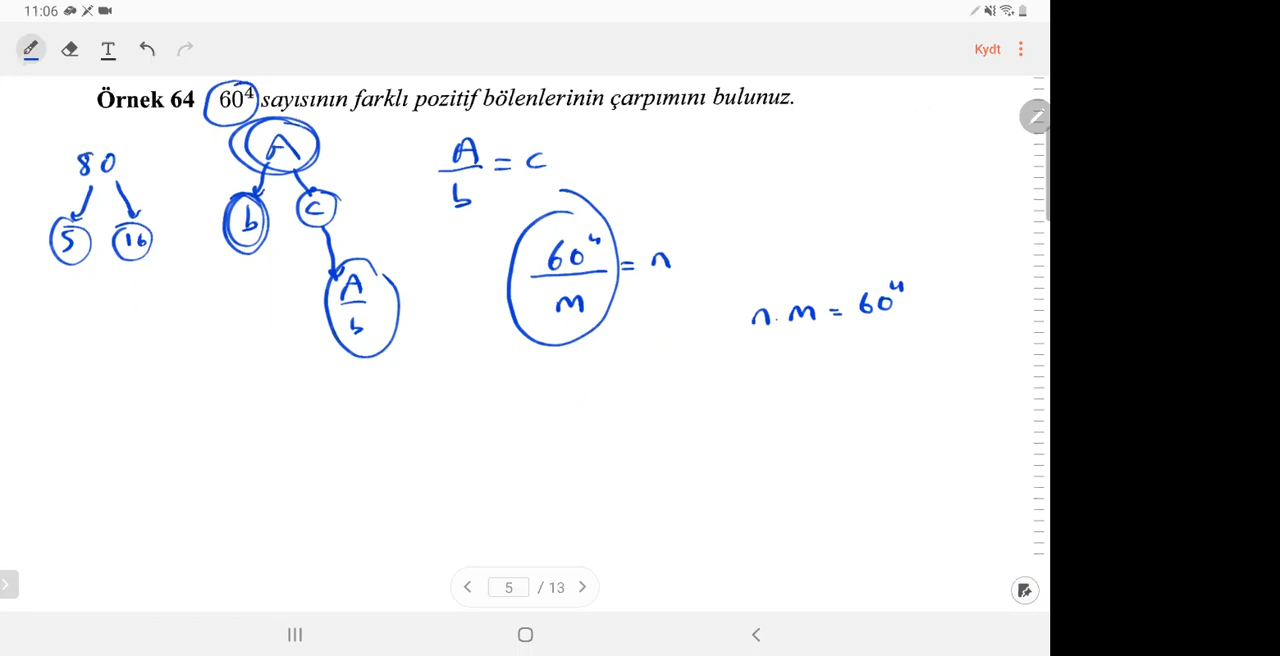 11:06
T
Kydt
Örnek 64 60⁴ sayısının farklı pozitif bölenlerinin çarpımını bulunuz.
80
5 16
A
b c
A/b
A/b = c
60⁴/m = n
n.m = 60⁴
5 / 13